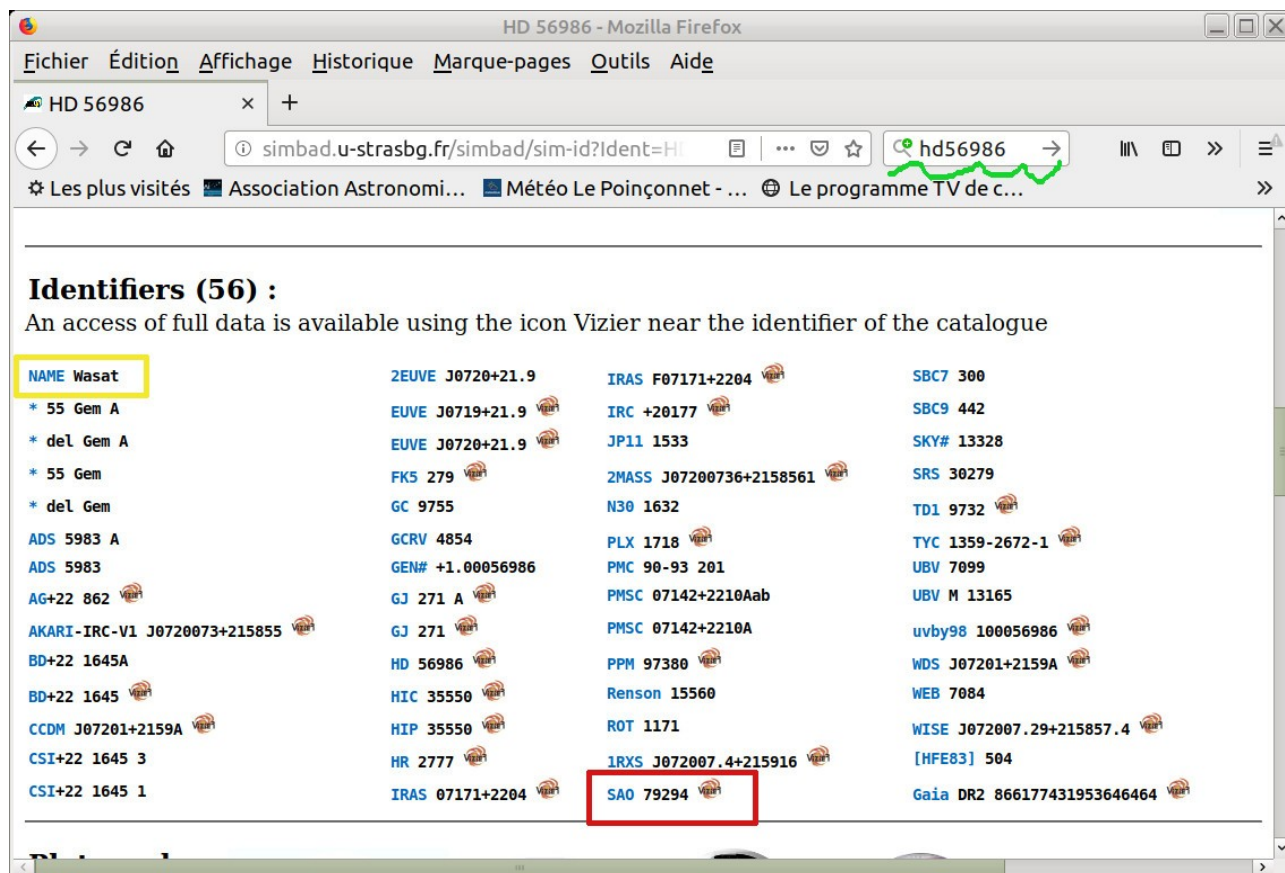 HD 56986 - Mozilla Firefox
Fichier Édition Affichage Historique Marque-pages Outils Aide
HD 56986 × +
simbad.u-strasbg.fr/simbad/sim-id?Ident=H hd56986
Les plus visités Association Astronomi... Météo Le Poinçonnet - ... Le programme TV de c...
Identifiers (56) :
An access of full data is available using the icon Vizier near the identifier of the catalogue
NAME Wasat 2EUVE J0720+21.9 IRAS F07171+2204 SBC7 300
* 55 Gem A EUVE J0719+21.9 IRC +20177 SBC9 442
* del Gem A EUVE J0720+21.9 JP11 1533 SKY# 13328
* 55 Gem FK5 279 2MASS J07200736+2158561 SRS 30279
* del Gem GC 9755 N30 1632 TD1 9732
ADS 5983 A GCRV 4854 PLX 1718 TYC 1359-2672-1
ADS 5983 GEN# +1.00056986 PMC 90-93 201 UBV 7099
AG+22 862 GJ 271 A PMSC 07142+2210Aab UBV M 13165
AKARI-IRC-V1 J0720073+215855 GJ 271 PMSC 07142+2210A uvby98 100056986
BD+22 1645A HD 56986 PPM 97380 WDS J07201+2159A
BD+22 1645 HIC 35550 Renson 15560 WEB 7084
CCDM J07201+2159A HIP 35550 ROT 1171 WISE J072007.29+215857.4
CSI+22 1645 3 HR 2777 1RXS J072007.4+215916 [HFE83] 504
CSI+22 1645 1 IRAS 07171+2204 SAO 79294 Gaia DR2 866177431953646464